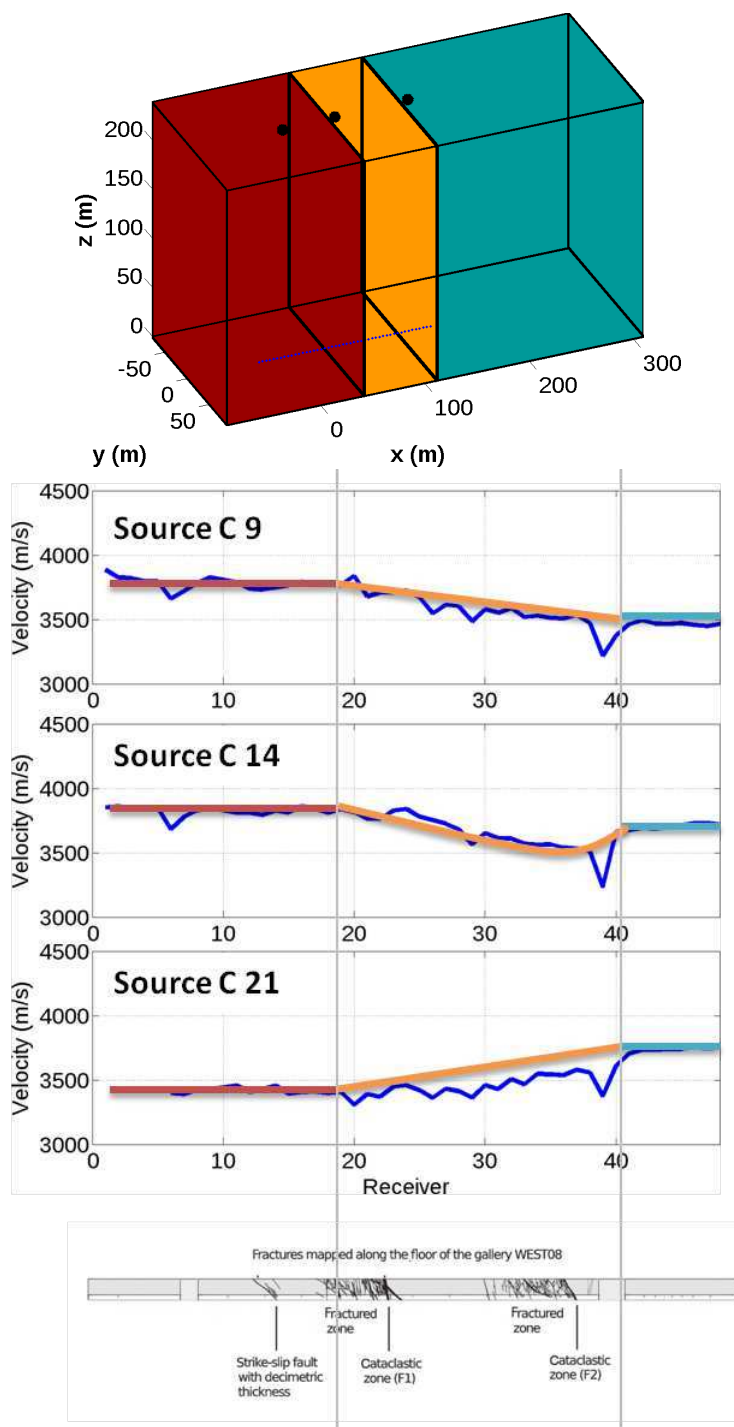 200
150
z (m)
100
50
0
-50
0
50
y (m)
0
100
200
300
x (m)
4500
4000
3500
3000
Velocity (m/s)
Source C 9
0
10
20
30
40
4500
4000
3500
3000
Velocity (m/s)
Source C 14
0
10
20
30
40
4500
4000
3500
3000
Velocity (m/s)
Source C 21
0
10
20
30
40
Receiver
Fractures mapped along the floor of the gallery WEST08
Fractured
zone
Fractured
zone
Strike-slip fault
with decimetric
thickness
Cataclastic
zone (F1)
Cataclastic
zone (F2)